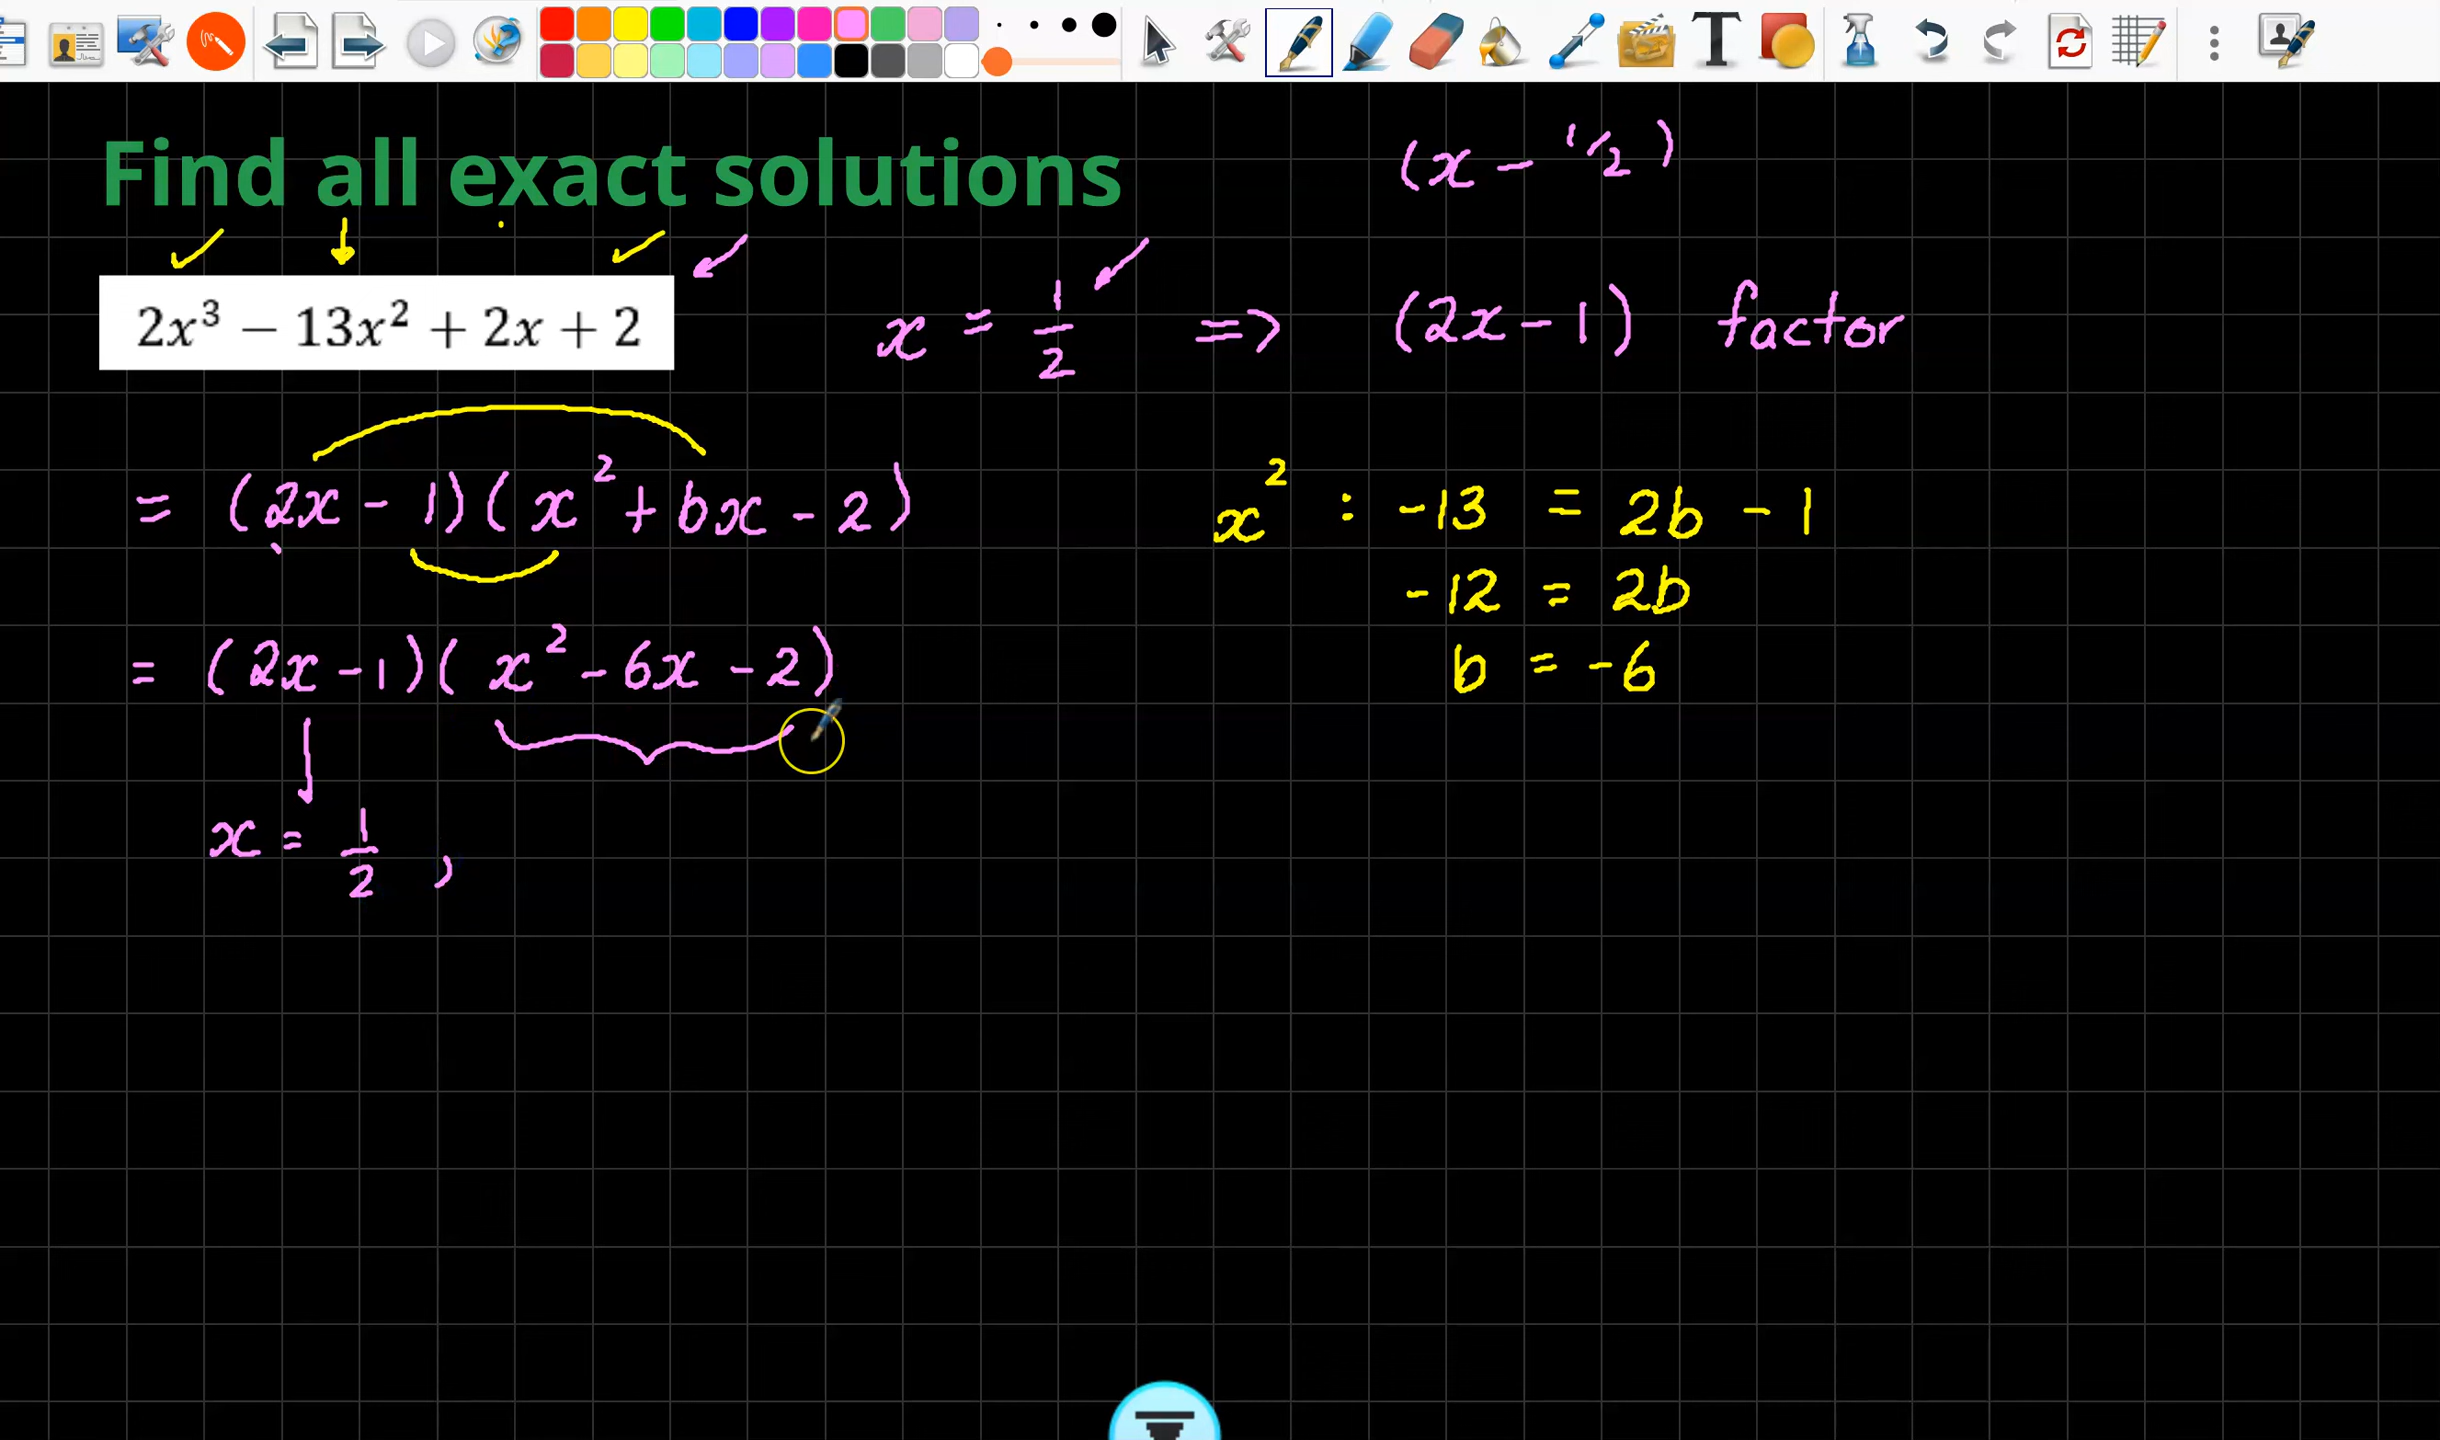 (x - 1/2)
Find all exact solutions
2x³ − 13x² + 2x + 2
x = 1/2 => (2x - 1) factor
= (2x - 1)(x² + bx - 2)
x² : -13 = 2b - 1
-12 = 2b
= (2x - 1)(x² - 6x - 2)
b = -6
x = 1/2 ,